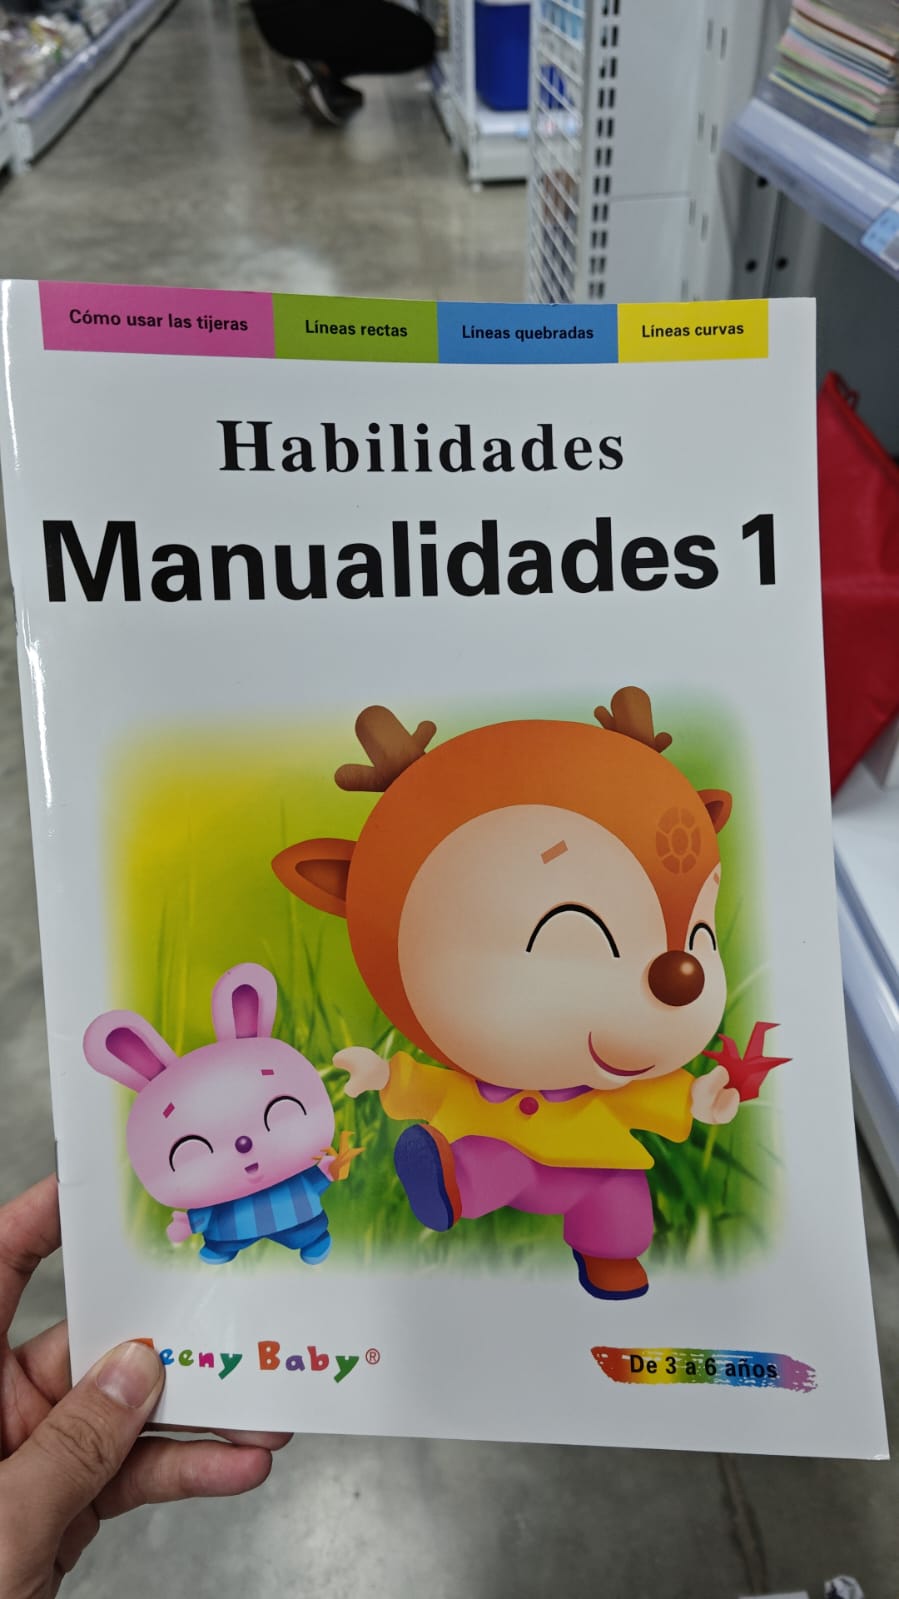 Cómo usar las tijeras
Líneas rectas
Líneas quebradas
Líneas curvas
Habilidades
Manualidades 1
eeny Baby®
De 3 a 6 años